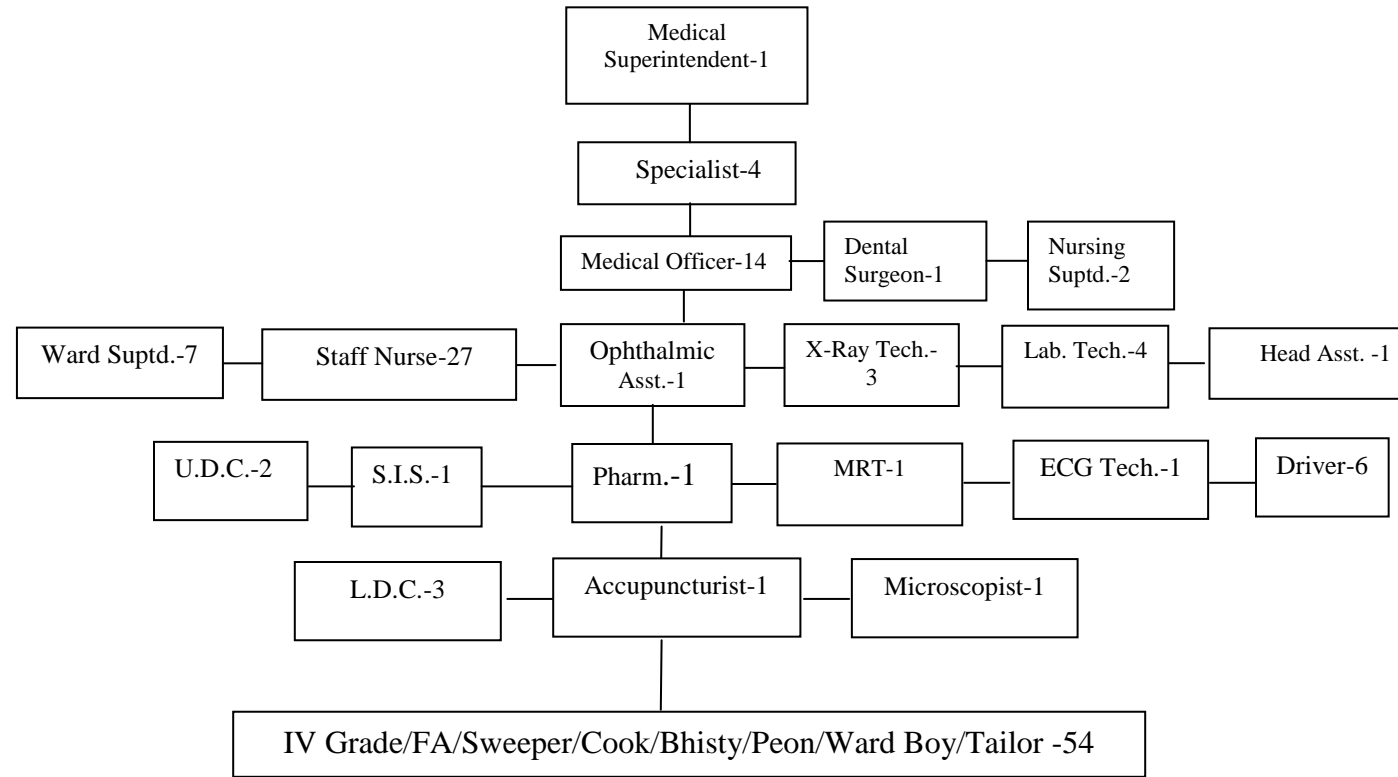 Medical
Superintendent-1
Specialist-4
Medical Officer-14
Dental
Surgeon-1
Nursing
Suptd.-2
Ward Suptd.-7
Staff Nurse-27
Ophthalmic
Asst.-1
X-Ray Tech.-
3
Lab. Tech.-4
Head Asst. -1
U.D.C.-2
S.I.S.-1
Pharm.-1
MRT-1
ECG Tech.-1
Driver-6
L.D.C.-3
Accupuncturist-1
Microscopist-1
IV Grade/FA/Sweeper/Cook/Bhisty/Peon/Ward Boy/Tailor -54